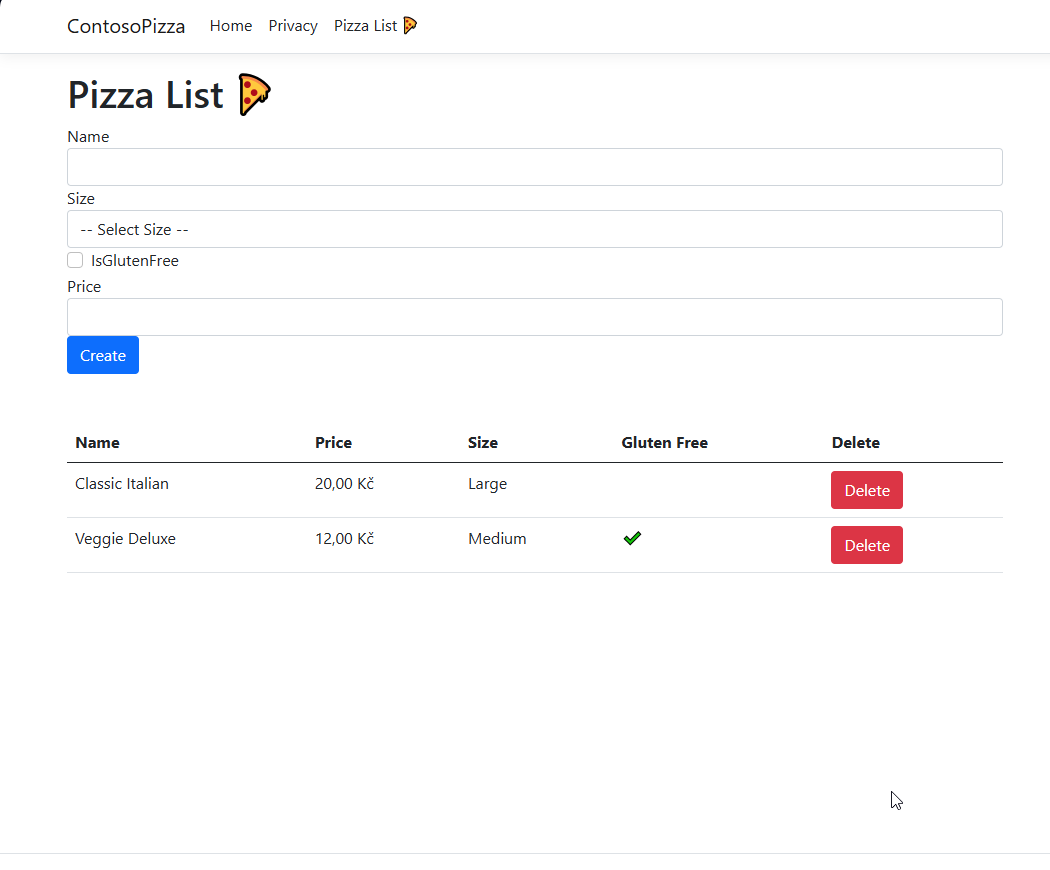 ContosoPizza Home Privacy Pizza List 🍕
Pizza List 🍕
Name
Size
-- Select Size --
IsGlutenFree
Price
Create
Name Price Size Gluten Free Delete
Classic Italian 20,00 Kč Large Delete
Veggie Deluxe 12,00 Kč Medium ✔ Delete